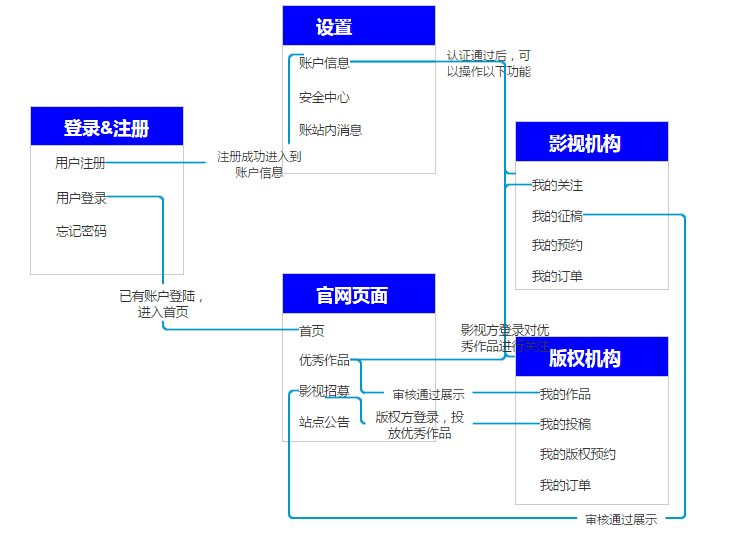 设置
账户信息
安全中心
账站内消息
认证通过后，可
以操作以下功能
登录&注册
用户注册
用户登录
忘记密码
注册成功进入到
账户信息
影视机构
我的关注
我的征稿
我的预约
我的订单
已有账户登陆，
进入首页
官网页面
首页
优秀作品
影视招募
站点公告
影视方登录对优
秀作品进行关注
审核通过展示
版权方登录，投
放优秀作品
版权机构
我的作品
我的投稿
我的版权预约
我的订单
审核通过展示